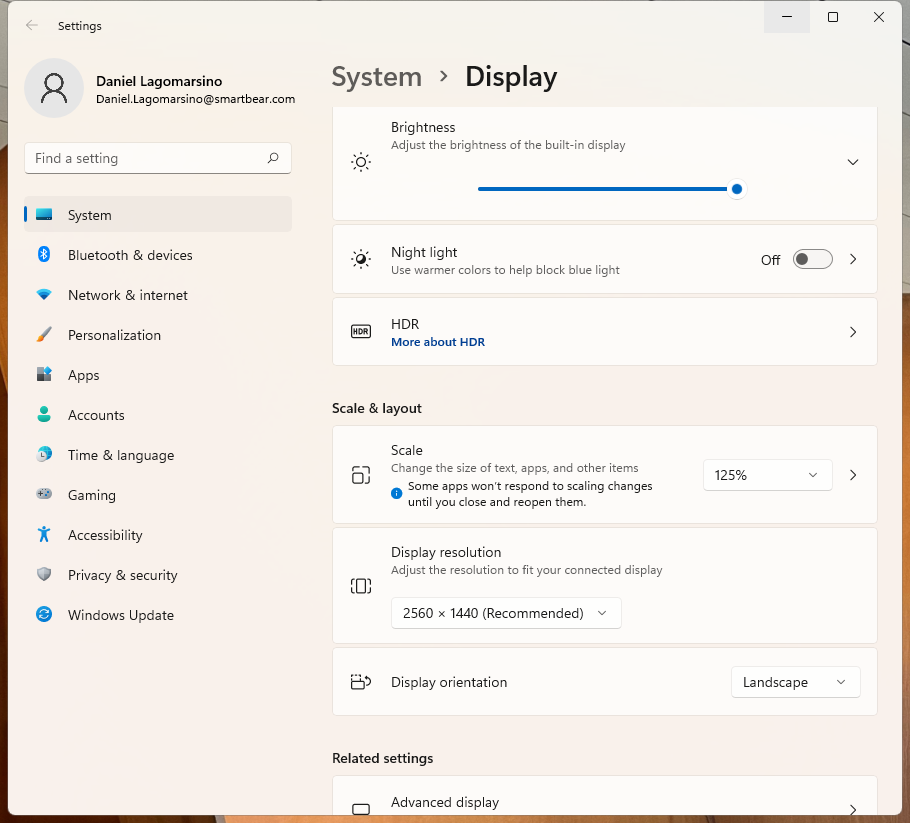 Settings
Daniel Lagomarsino
Daniel.Lagomarsino@smartbear.com
Find a setting
System
Bluetooth & devices
Network & internet
Personalization
Apps
Accounts
Time & language
Gaming
Accessibility
Privacy & security
Windows Update
System › Display
Brightness
Adjust the brightness of the built-in display
Night light
Use warmer colors to help block blue light
Off
HDR
HDR
More about HDR
Scale & layout
Scale
Change the size of text, apps, and other items
Some apps won't respond to scaling changes
until you close and reopen them.
125%
Display resolution
Adjust the resolution to fit your connected display
2560 × 1440 (Recommended)
Display orientation
Landscape
Related settings
Advanced display